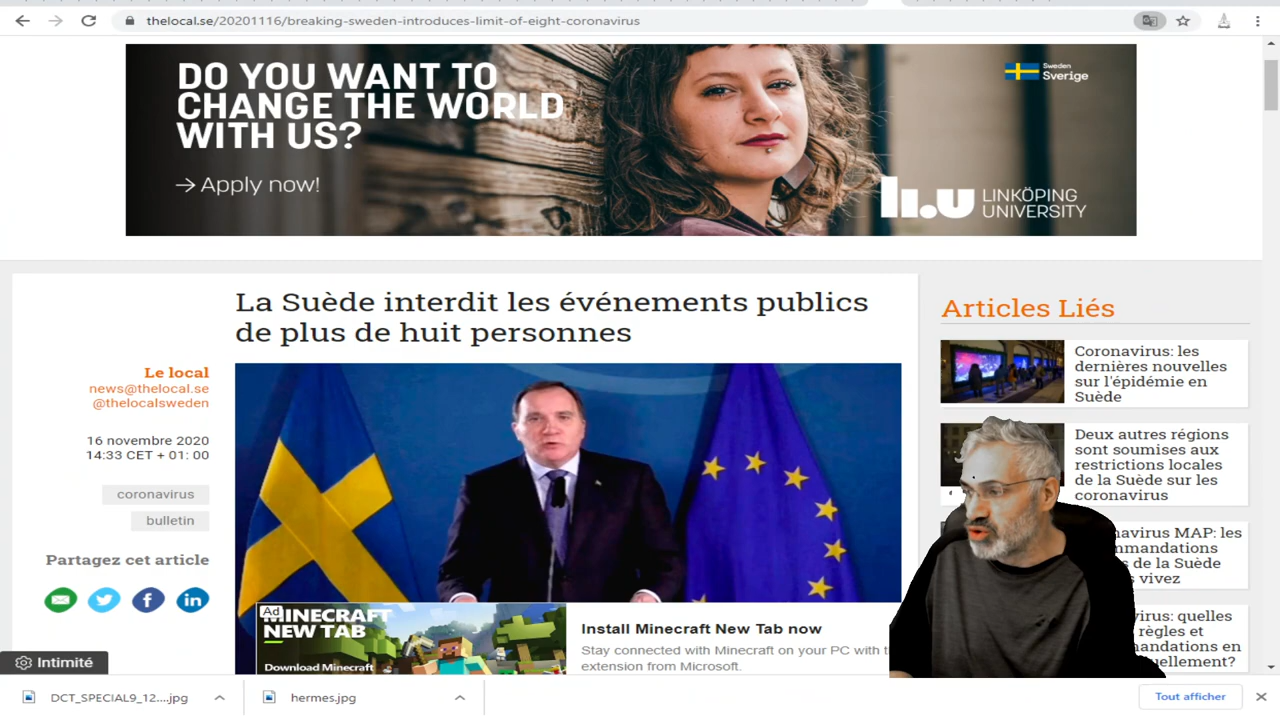 thelocal.se/20201116/breaking-sweden-introduces-limit-of-eight-coronavirus
DO YOU WANT TO
CHANGE THE WORLD
WITH US?
→ Apply now!
Sweden
Sverige
li.u LINKÖPING
UNIVERSITY
La Suède interdit les événements publics
de plus de huit personnes
Le local
news@thelocal.se
@thelocalsweden
16 novembre 2020
14:33 CET + 01: 00
coronavirus
bulletin
Partagez cet article
Ad
MINECRAFT
NEW TAB
Download Minecraft
Install Minecraft New Tab now
Stay connected with Minecraft on your PC with
extension from Microsoft.
Articles Liés
Coronavirus: les
dernières nouvelles
sur l'épidémie en
Suède
Deux autres régions
sont soumises aux
restrictions locales
de la Suède sur les
coronavirus
navirus MAP: les
mmandations
de la Suède
vivez
virus: quelles
règles et
mandations en
uellement?
Intimité
DCT_SPECIAL9_12....jpg
hermes.jpg
Tout afficher